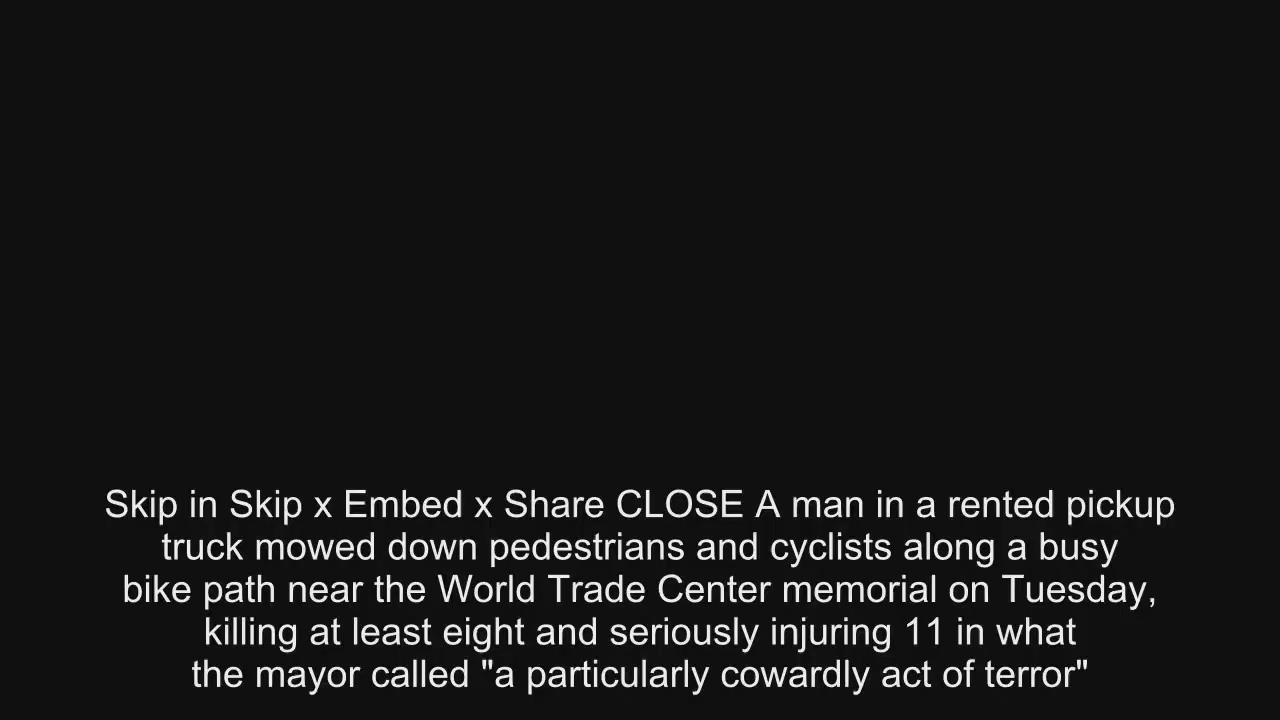 Skip in Skip x Embed x Share CLOSE A man in a rented pickup
truck mowed down pedestrians and cyclists along a busy
bike path near the World Trade Center memorial on Tuesday,
killing at least eight and seriously injuring 11 in what
the mayor called "a particularly cowardly act of terror"